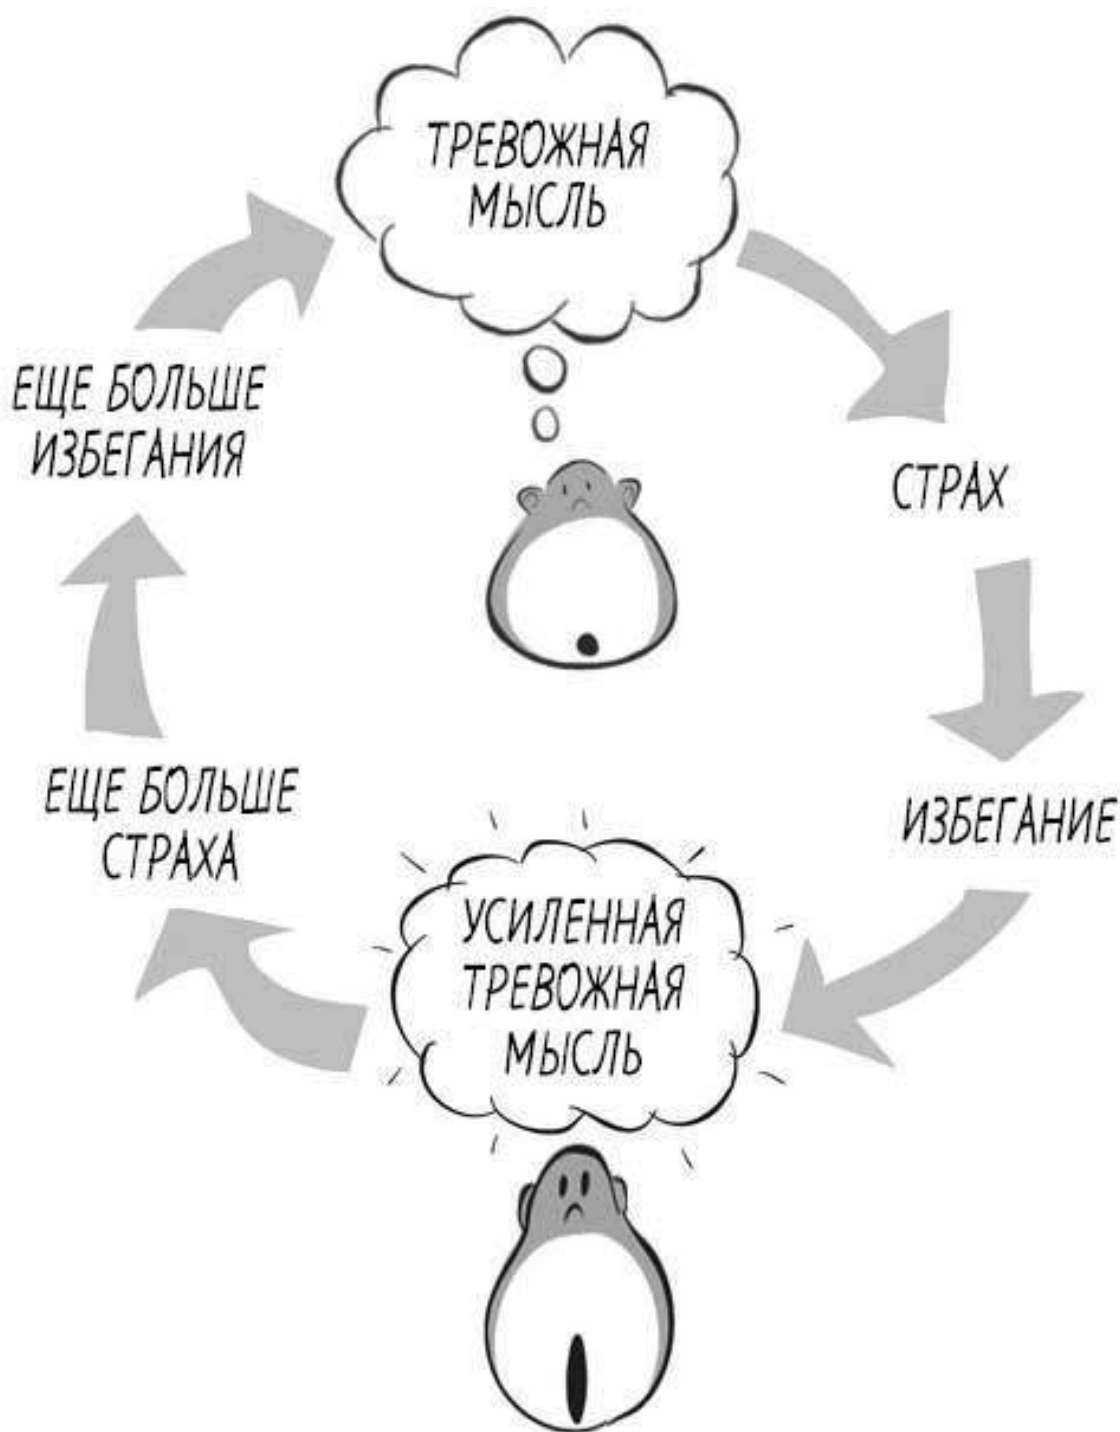 ТРЕВОЖНАЯ
МЫСЛЬ
СТРАХ
ИЗБЕГАНИЕ
УСИЛЕННАЯ
ТРЕВОЖНАЯ
МЫСЛЬ
ЕЩЕ БОЛЬШЕ
СТРАХА
ЕЩЕ БОЛЬШЕ
ИЗБЕГАНИЯ